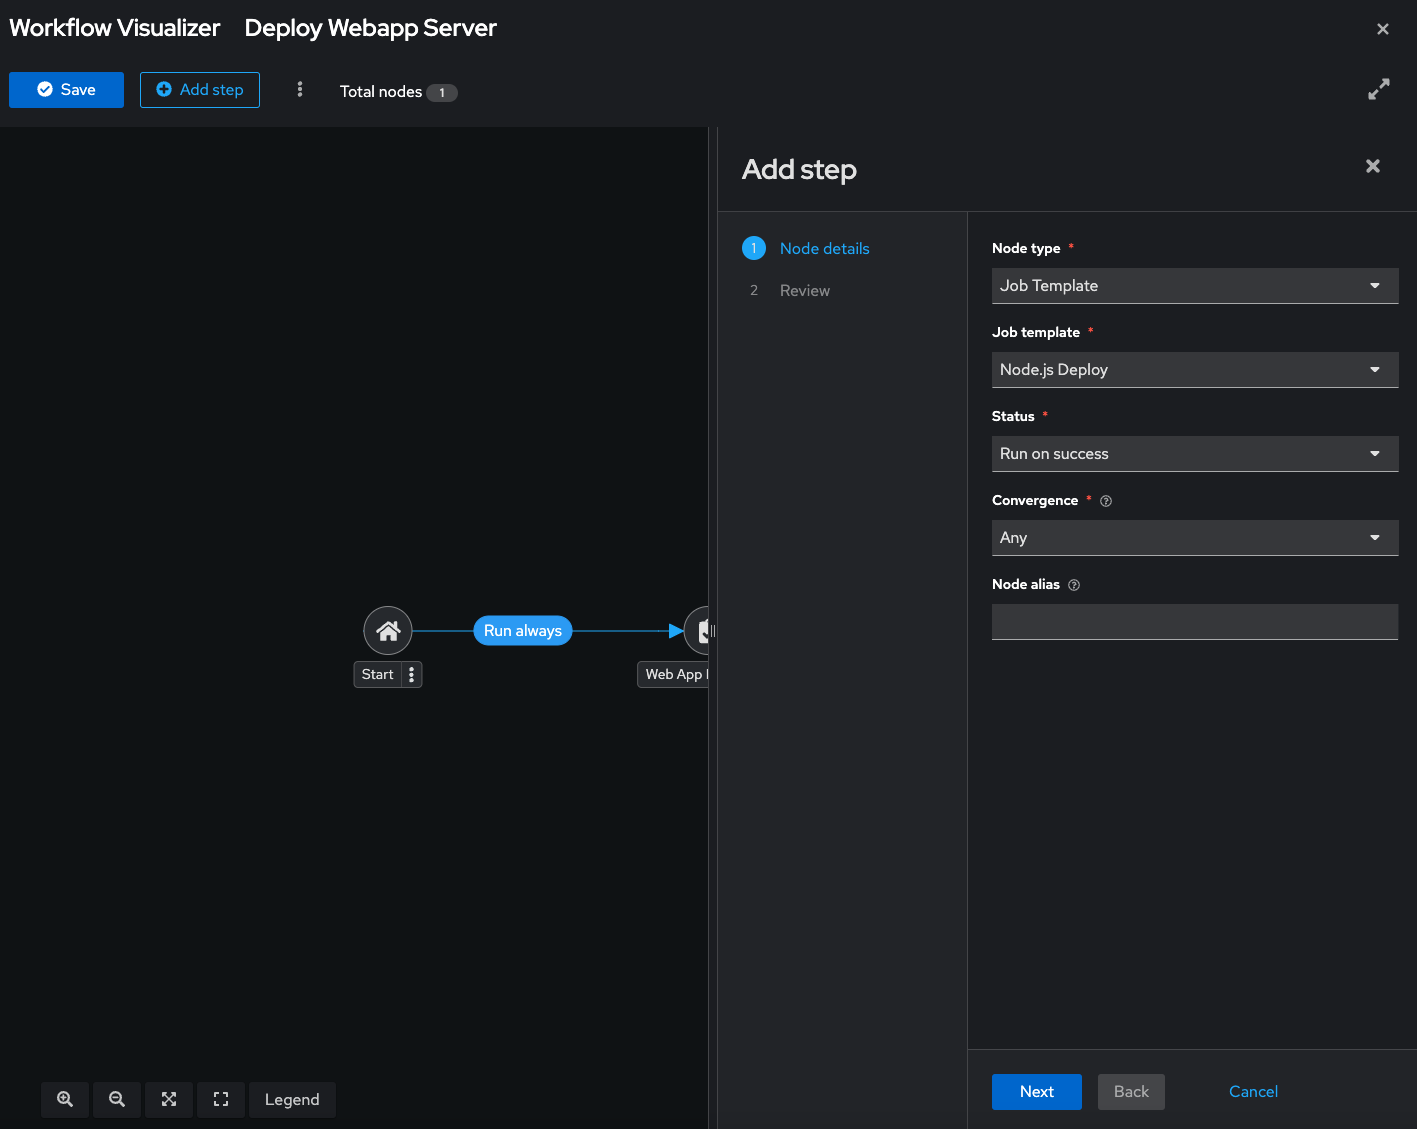 Workflow Visualizer Deploy Webapp Server
Save
Add step
Total nodes 1
Add step
1 Node details
2 Review
Node type *
Job Template
Job template *
Node.js Deploy
Status *
Run on success
Convergence *
Any
Node alias
Run always
Start
Web App
Legend
Next
Back
Cancel